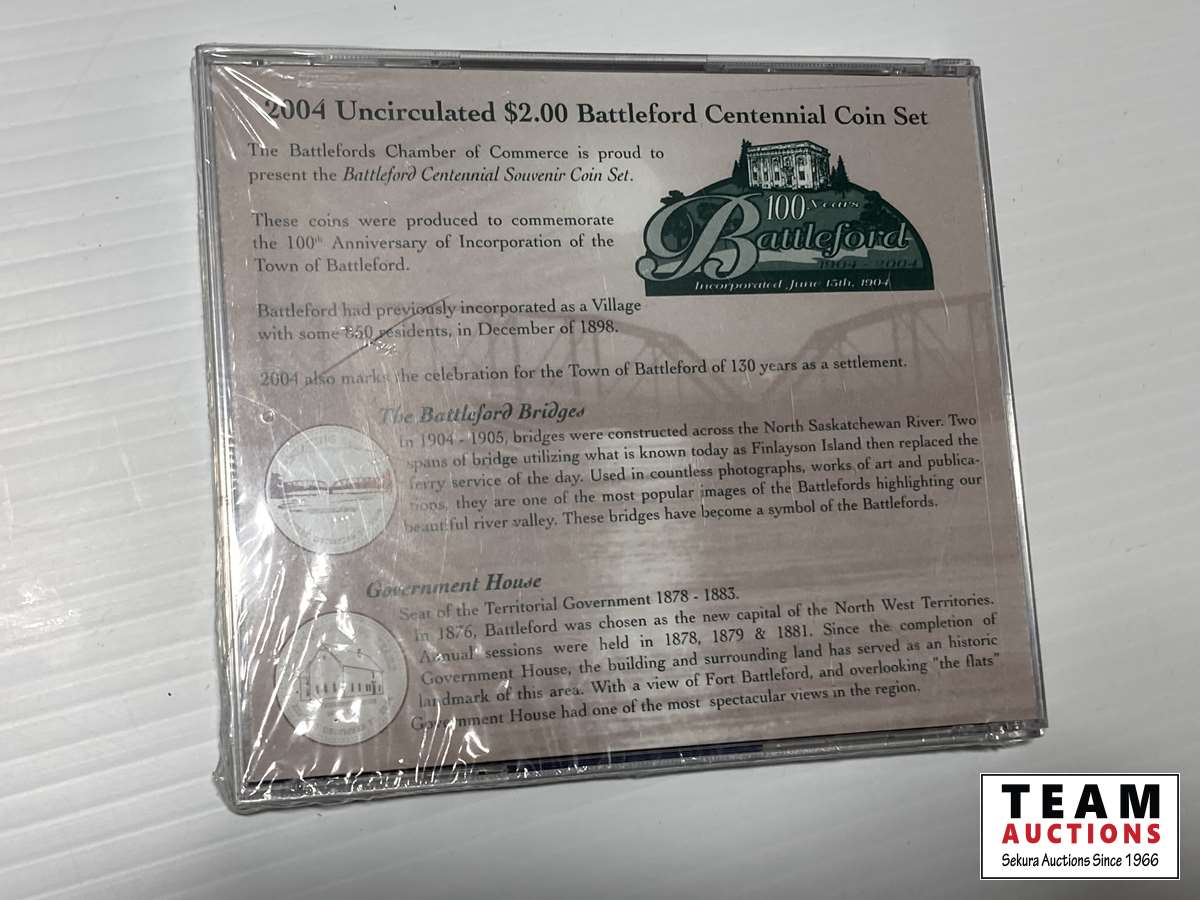 2004 Uncirculated $2.00 Battleford Centennial Coin Set
The Battlefords Chamber of Commerce is proud to
present the Battleford Centennial Souvenir Coin Set.
These coins were produced to commemorate
the 100th Anniversary of Incorporation of the
Town of Battleford.
100 Years
Battleford
1904 - 2004
Incorporated June 15th, 1904
Battleford had previously incorporated as a Village
with some 850 residents, in December of 1898.
2004 also marks the celebration for the Town of Battleford of 130 years as a settlement.
The Battleford Bridges
In 1904 - 1905, bridges were constructed across the North Saskatchewan River. Two
spans of bridge utilizing what is known today as Finlayson Island then replaced the
ferry service of the day. Used in countless photographs, works of art and publica-
tions, they are one of the most popular images of the Battlefords highlighting our
beautiful river valley. These bridges have become a symbol of the Battlefords.
Government House
Seat of the Territorial Government 1878 - 1883.
In 1876, Battleford was chosen as the new capital of the North West Territories.
Annual sessions were held in 1878, 1879 & 1881. Since the completion of
Government House, the building and surrounding land has served as an historic
landmark of this area. With a view of Fort Battleford, and overlooking "the flats"
Government House had one of the most spectacular views in the region.
TEAM
AUCTIONS
Sekura Auctions Since 1966